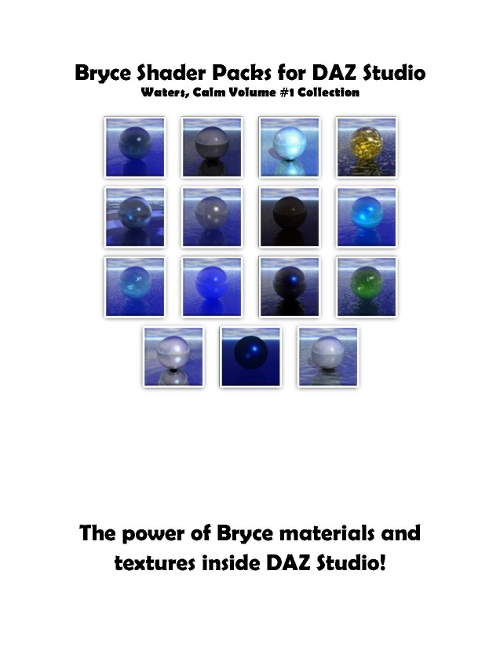 Bryce Shader Packs for DAZ Studio
Waters, Calm Volume #1 Collection
The power of Bryce materials and
textures inside DAZ Studio!